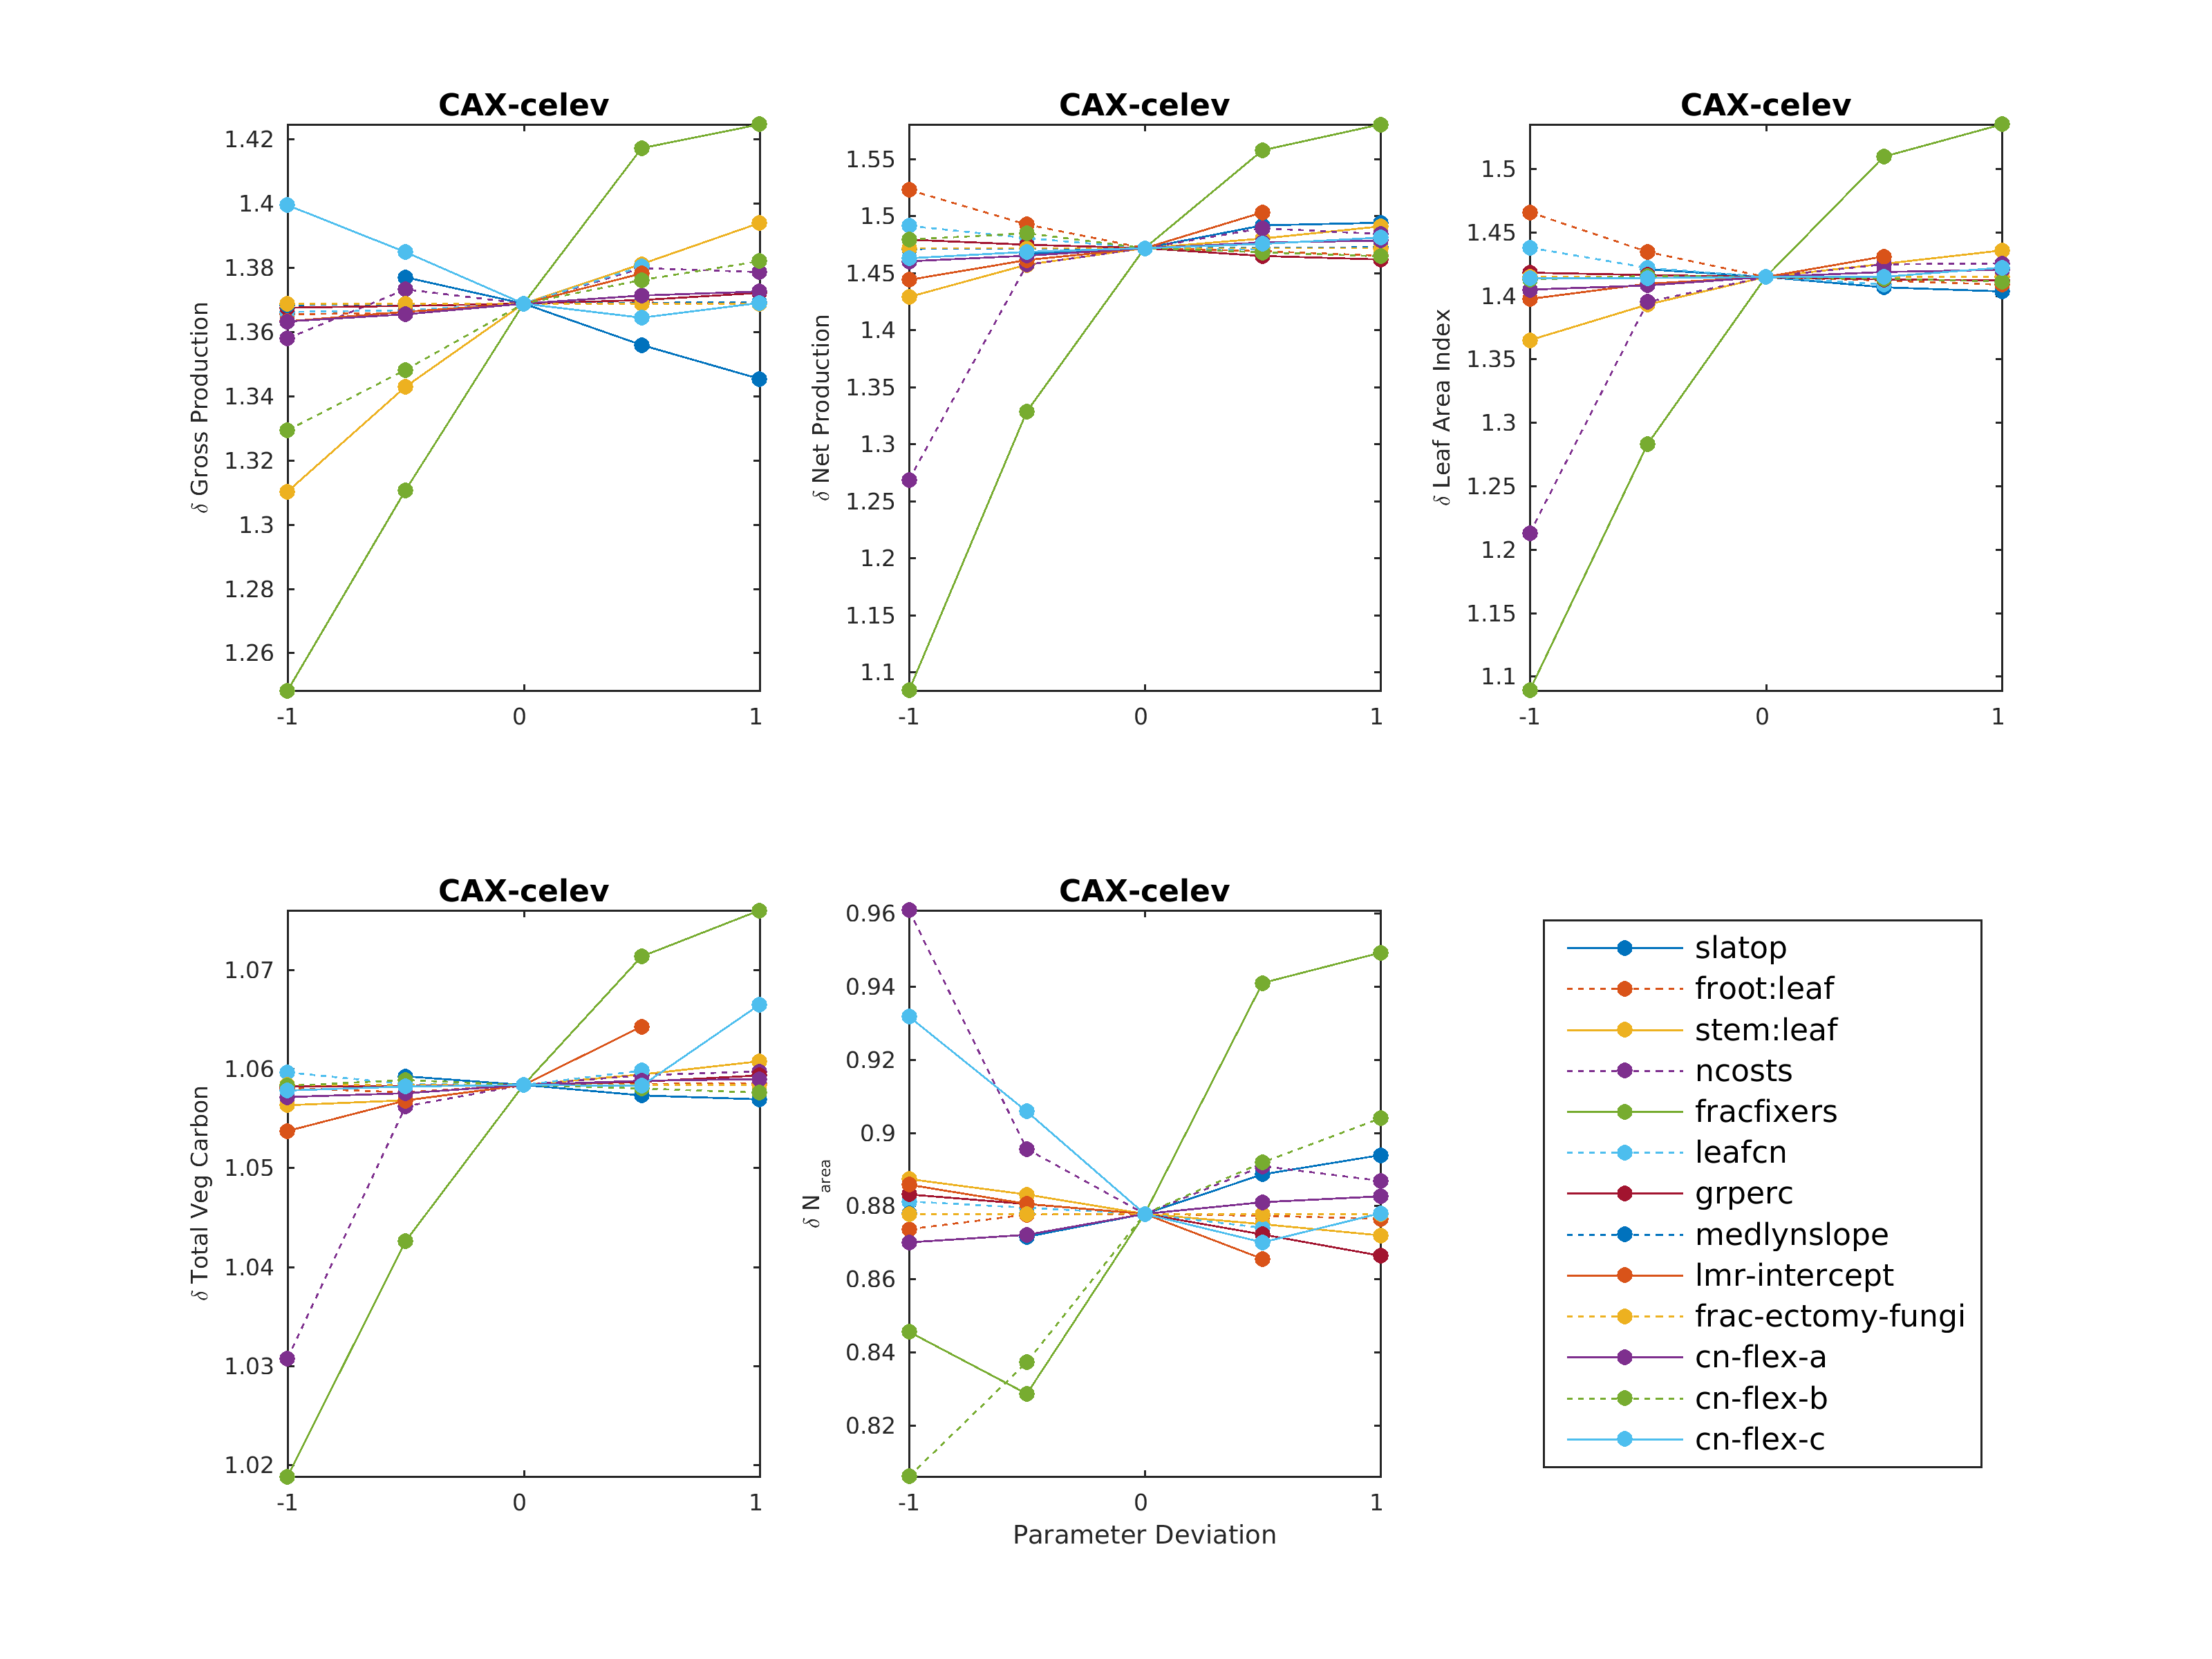 CAX-celev
1.42
1.4
1.38
1.36
1.34
1.32
1.3
1.28
1.26
δ Gross Production
-1 0 1
CAX-celev
1.55
1.5
1.45
1.4
1.35
1.3
1.25
1.2
1.15
1.1
δ Net Production
-1 0 1
CAX-celev
1.5
1.45
1.4
1.35
1.3
1.25
1.2
1.15
1.1
δ Leaf Area Index
-1 0 1
CAX-celev
1.07
1.06
1.05
1.04
1.03
1.02
δ Total Veg Carbon
-1 0 1
CAX-celev
0.96
0.94
0.92
0.9
0.88
0.86
0.84
0.82
δ N area
-1 0 1
Parameter Deviation
slatop
froot:leaf
stem:leaf
ncosts
fracfixers
leafcn
grperc
medlynslope
lmr-intercept
frac-ectomy-fungi
cn-flex-a
cn-flex-b
cn-flex-c